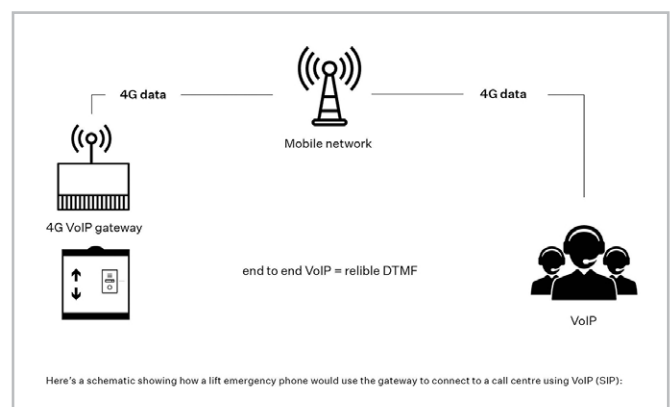 4G data
4G data
Mobile network
4G VoIP gateway
end to end VoIP = relible DTMF
VoIP
Here's a schematic showing how a lift emergency phone would use the gateway to connect to a call centre using VoIP (SIP):